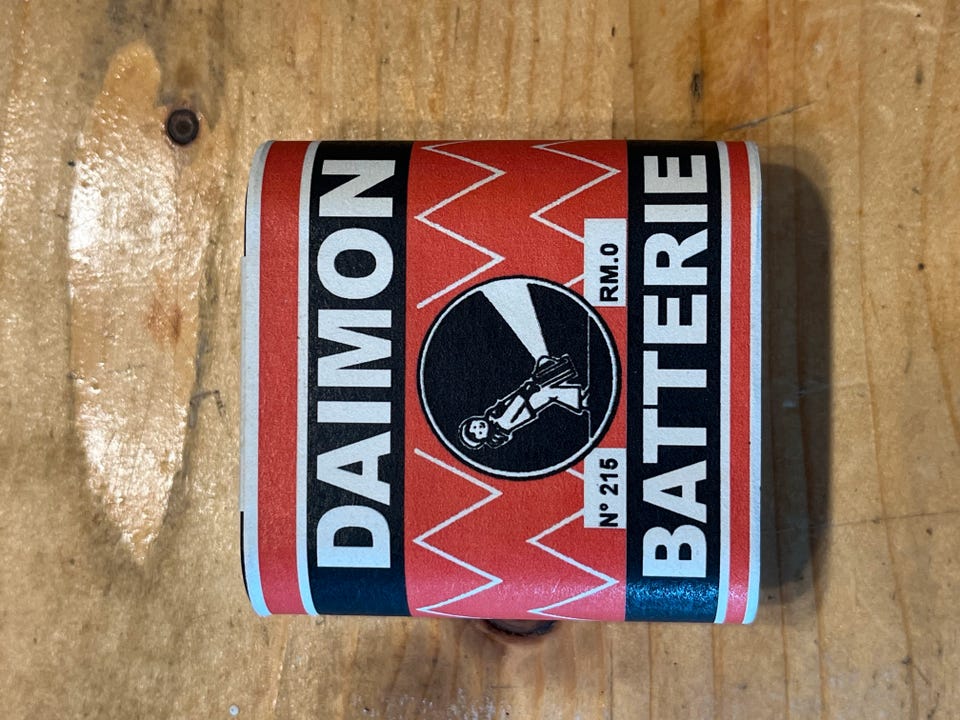 DAIMON
N° 215
RM.0
BATTERIE